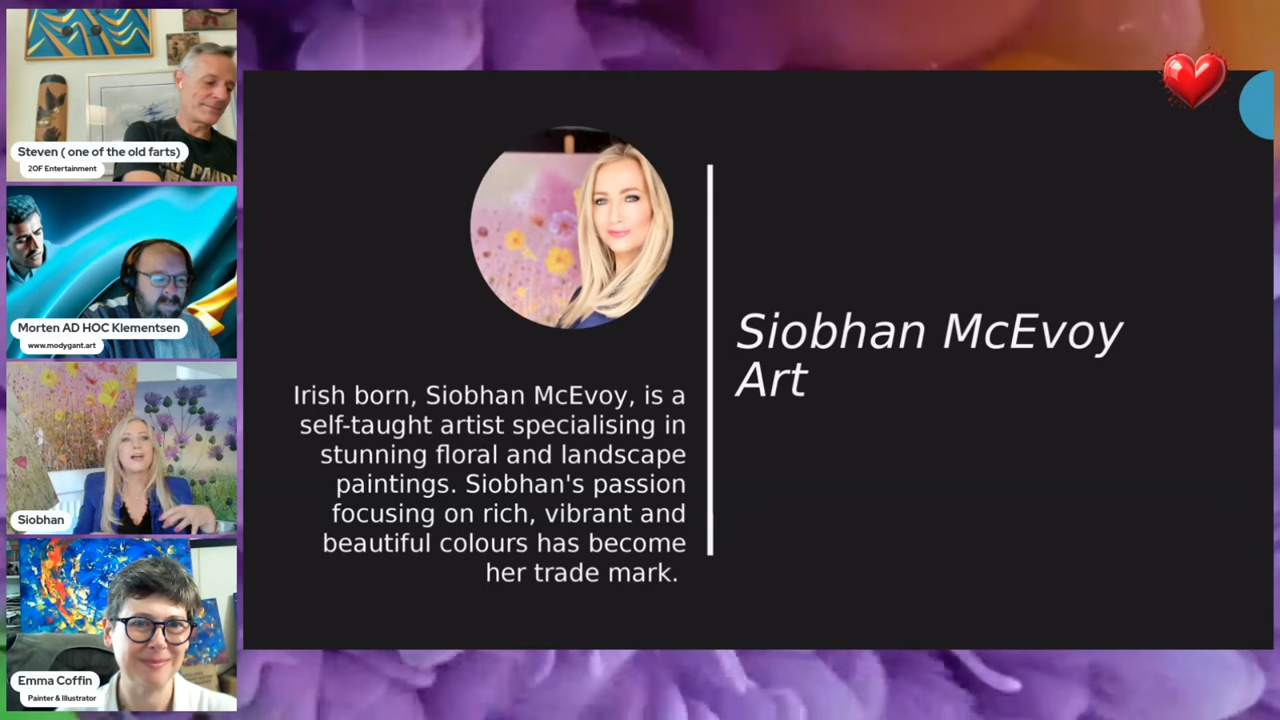 Steven ( one of the old farts)
2OF Entertainment
Morten AD HOC Klementsen
www.modygant.art
Siobhan
Emma Coffin
Painter & Illustrator
Irish born, Siobhan McEvoy, is a
self-taught artist specialising in
stunning floral and landscape
paintings. Siobhan's passion
focusing on rich, vibrant and
beautiful colours has become
her trade mark.
Siobhan McEvoy
Art